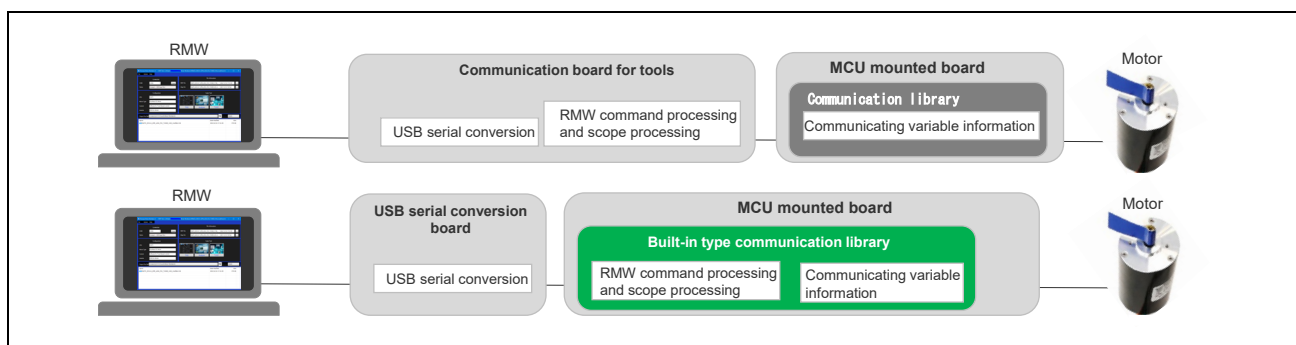 RMW
Communication board for tools
USB serial conversion
RMW command processing
and scope processing
MCU mounted board
Communication library
Communicating variable information
Motor
RMW
USB serial conversion
board
USB serial conversion
MCU mounted board
Built-in type communication library
RMW command processing
and scope processing
Communicating variable
information
Motor